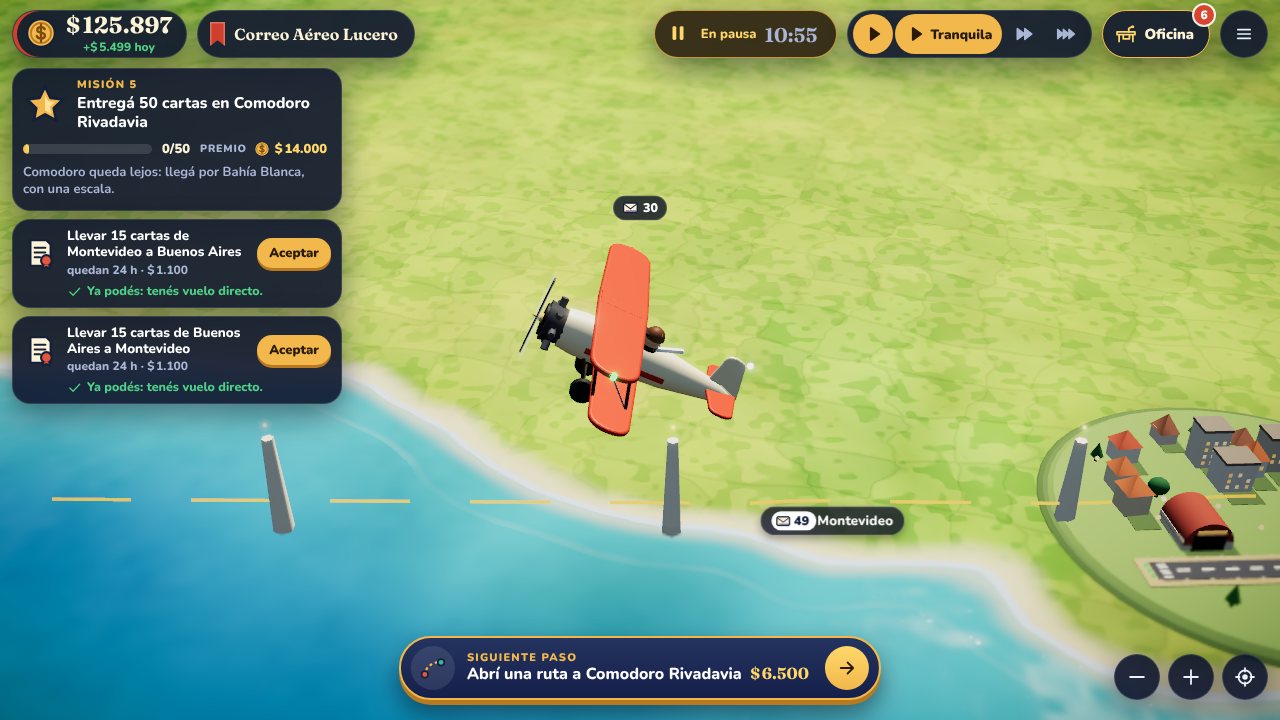 $125.897
+$5.499 hoy
Correo Aéreo Lucero
En pausa 10:55
Tranquila
Oficina
6
MISIÓN 5
Entregá 50 cartas en Comodoro
Rivadavia
0/50 PREMIO $14.000
Comodoro queda lejos: llegá por Bahía Blanca,
con una escala.
Llevar 15 cartas de
Montevideo a Buenos Aires
quedan 24 h · $1.100
Ya podés: tenés vuelo directo.
Aceptar
Llevar 15 cartas de Buenos
Aires a Montevideo
quedan 24 h · $1.100
Ya podés: tenés vuelo directo.
Aceptar
30
49 Montevideo
SIGUIENTE PASO
Abrí una ruta a Comodoro Rivadavia $6.500